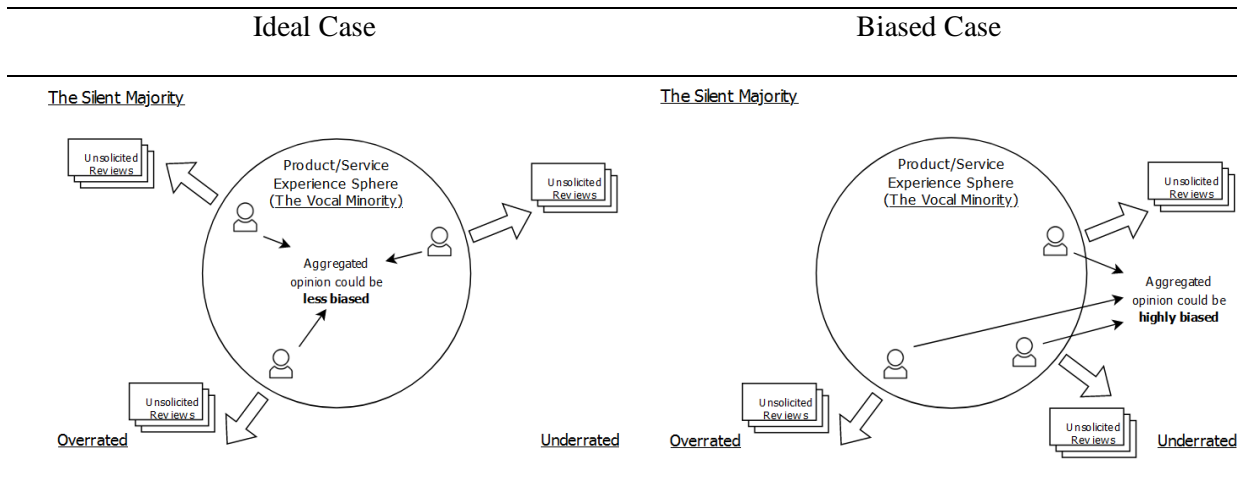 Ideal Case
Biased Case
The Silent Majority
Unsolicited
Reviews
Product/Service
Experience Sphere
(The Vocal Minority)
Unsolicited
Reviews
Aggregated
opinion could be
less biased
Unsolicited
Reviews
Overrated
Underrated
The Silent Majority
Product/Service
Experience Sphere
(The Vocal Minority)
Unsolicited
Reviews
Aggregated
opinion could be
highly biased
Unsolicited
Reviews
Unsolicited
Reviews
Overrated
Underrated